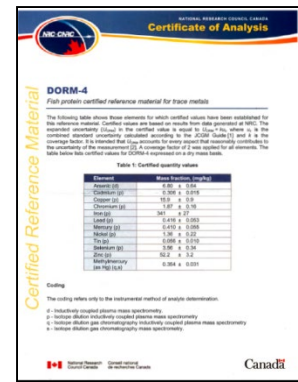 NATIONAL RESEARCH COUNCIL CANADA
NRC·CNRC
Certificate of Analysis
Certified Reference Material
DORM-4
Fish protein certified reference material for trace metals
The following table shows those elements for which certified values have been established for
this reference material. Certified values are based on results from data generated at NRC. The
expanded uncertainty (UCRM) in the certified value is equal to UCRM = kuc where uc is the
combined standard uncertainty calculated according to the JCGM Guide [1] and k is the
coverage factor. It is intended that UCRM accounts for every aspect that reasonably contributes to
the uncertainty of the measurement [2]. A coverage factor of 2 was applied for all elements. The
table below lists certified values for DORM-4 expressed on a dry mass basis.
Table 1: Certified quantity values
Element Mass fraction, (mg/kg)
Arsenic (d) 6.80 ± 0.64
Cadmium (p) 0.306 ± 0.015
Copper (p) 15.9 ± 0.9
Chromium (p) 1.87 ± 0.16
Iron (p) 341 ± 27
Lead (p) 0.416 ± 0.053
Mercury (p) 0.410 ± 0.055
Nickel (p) 1.36 ± 0.22
Tin (p) 0.056 ± 0.010
Selenium (p) 3.56 ± 0.34
Zinc (p) 52.2 ± 3.2
Methylmercury
(as Hg) (q,s) 0.354 ± 0.031
Coding
The coding refers only to the instrumental method of analyte determination.
d - Inductively coupled plasma mass spectrometry.
p - Isotope dilution inductively coupled plasma mass spectrometry.
q - Isotope dilution gas chromatography inductively coupled plasma mass spectrometry
s - Isotope dilution gas chromatography mass spectrometry.
National Research Council Canada
Conseil national de recherches Canada
Canada